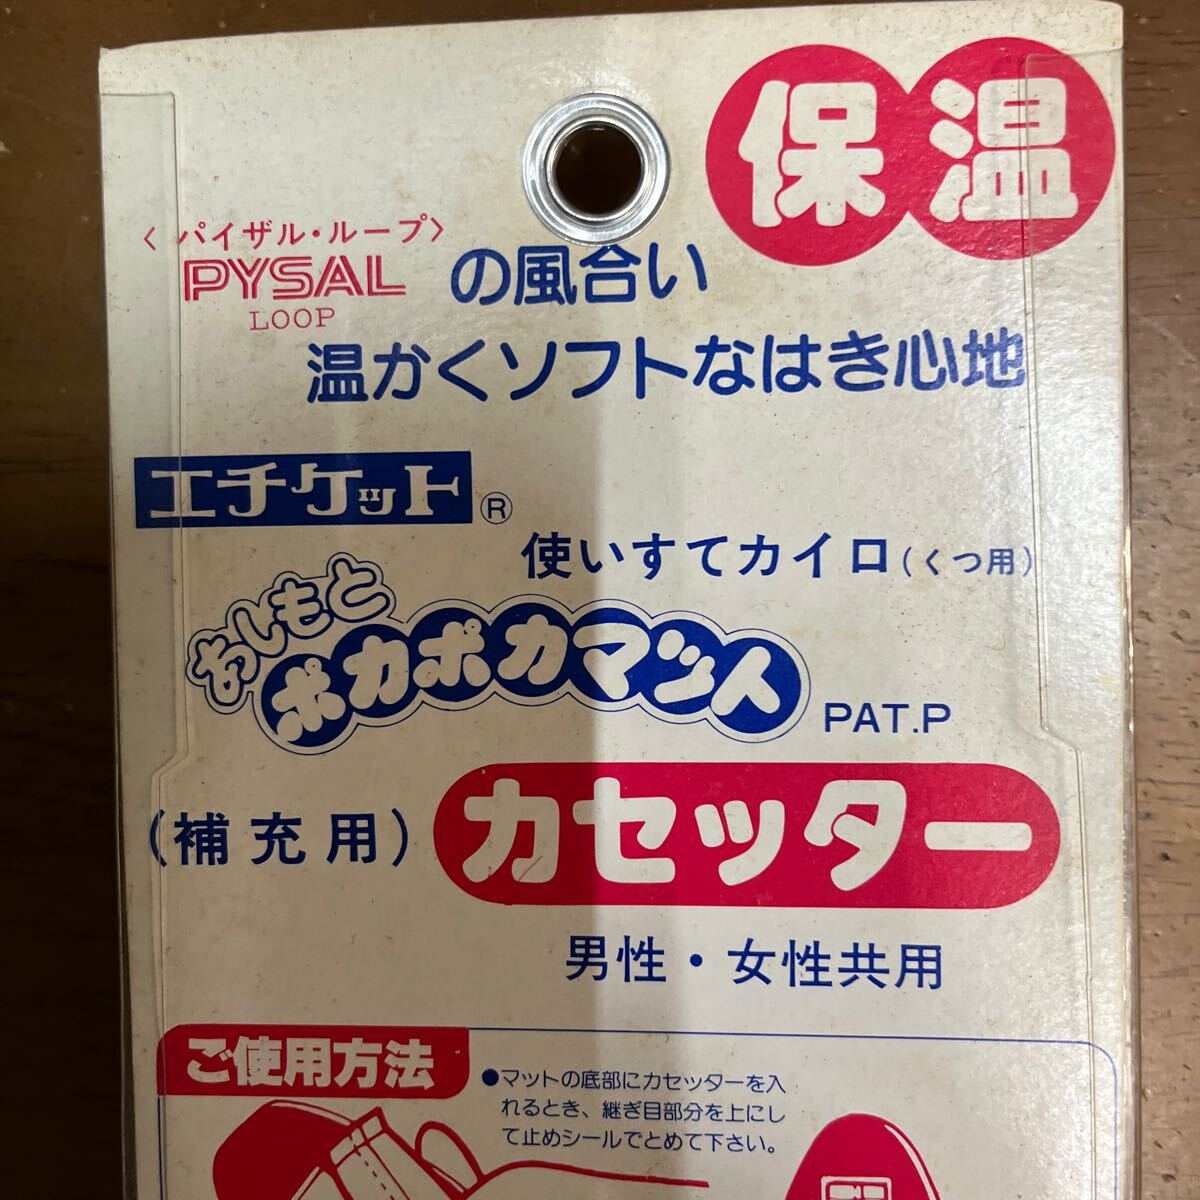 保温
〈パイザル・ループ〉
PYSAL の風合い
LOOP
温かくソフトなはき心地
エチケット®
使いすてカイロ(くつ用)
あしもと
ポカポカマット PAT.P
(補充用) カセッター
男性・女性共用
ご使用方法
●マットの底部にカセッターを入
れるとき、継ぎ目部分を上にし
て止めシールでとめて下さい。